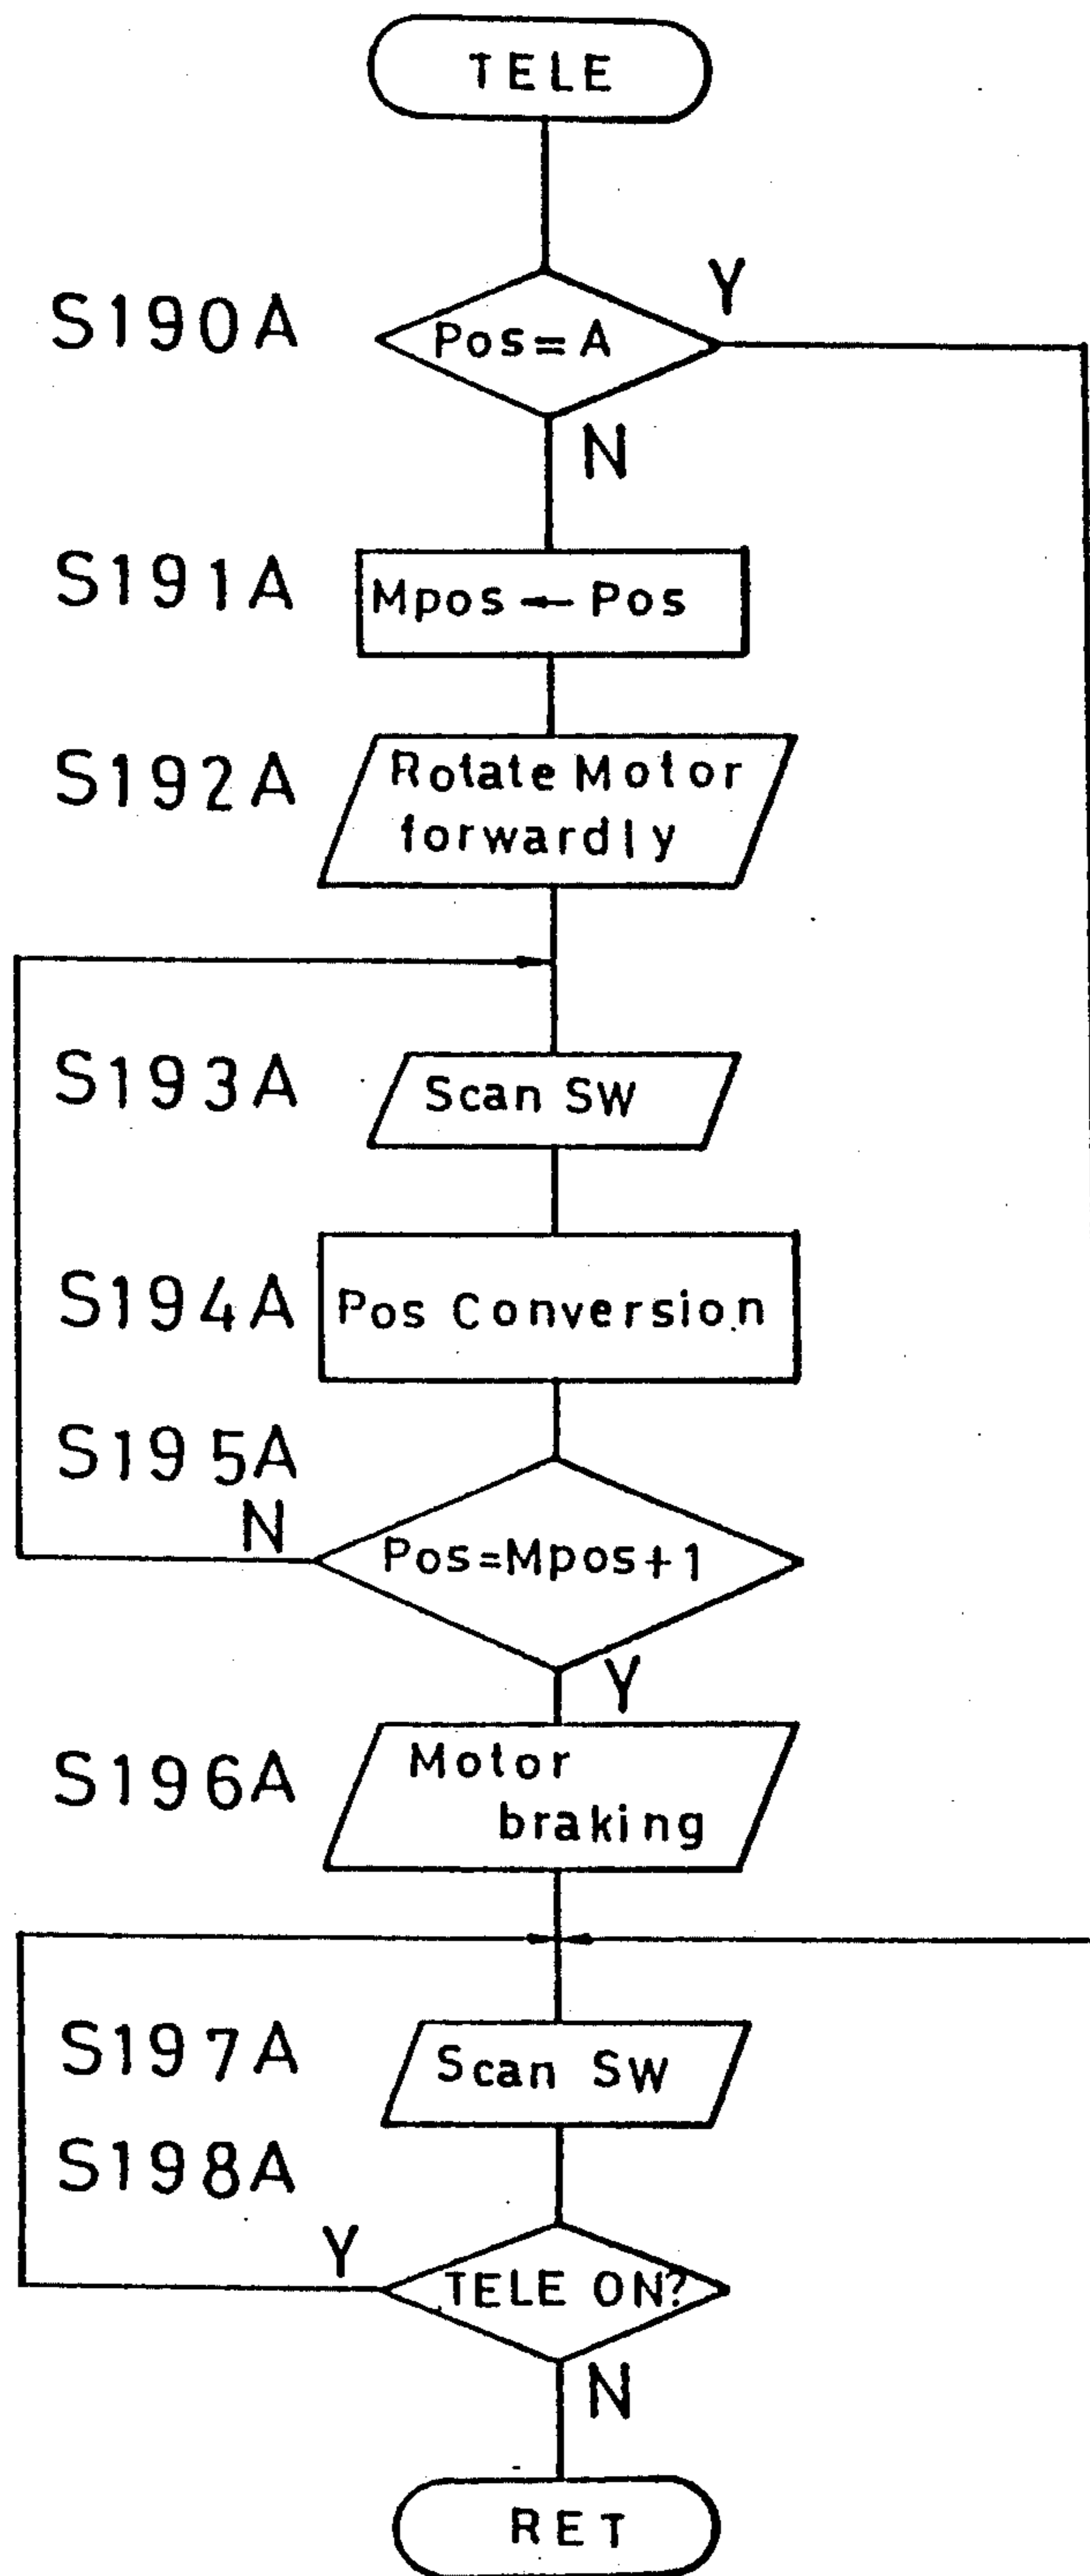 TELE
Y
S190A
Pos=A
N
S191A
Mpos ← Pos
S192A
Rotate Motor
forwardly
S193A
Scan SW
S194A
Pos Conversion
S195A
N
Pos=Mpos+1
Y
S196A
Motor
braking
S197A
Scan SW
S198A
Y
TELE ON?
N
RET